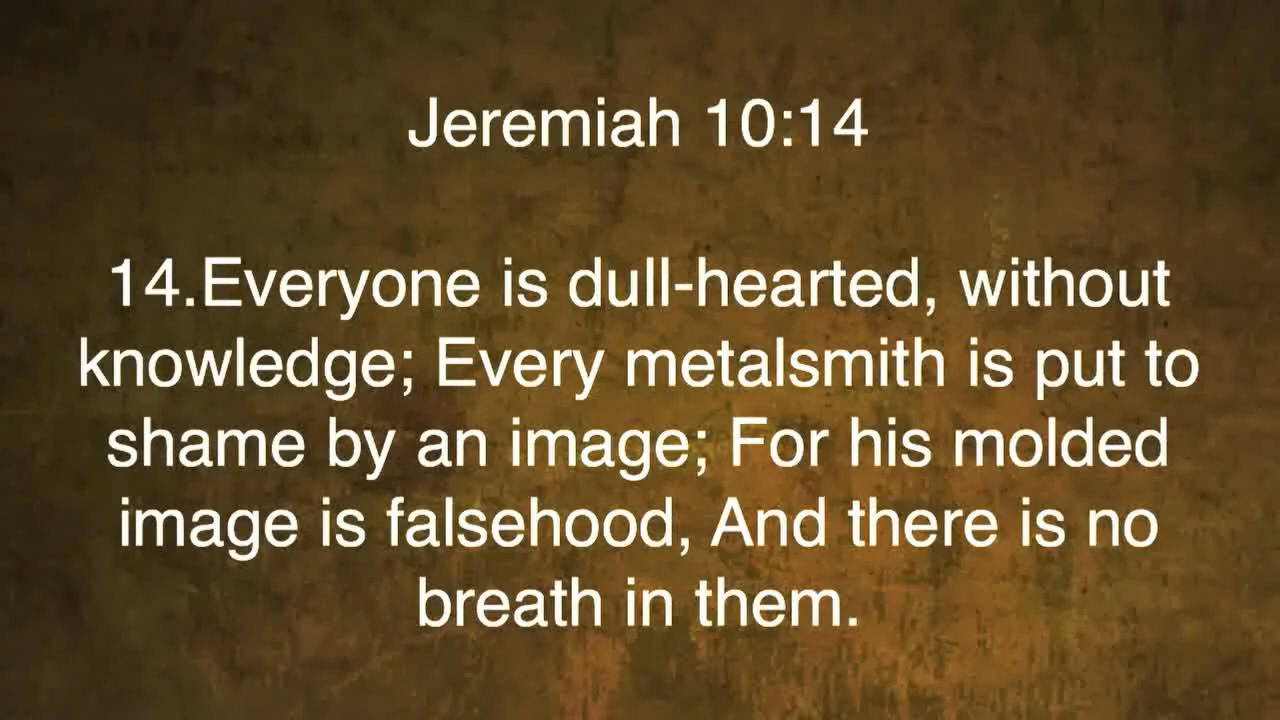 Jeremiah 10:14
14.Everyone is dull-hearted, without
knowledge; Every metalsmith is put to
shame by an image; For his molded
image is falsehood, And there is no
breath in them.